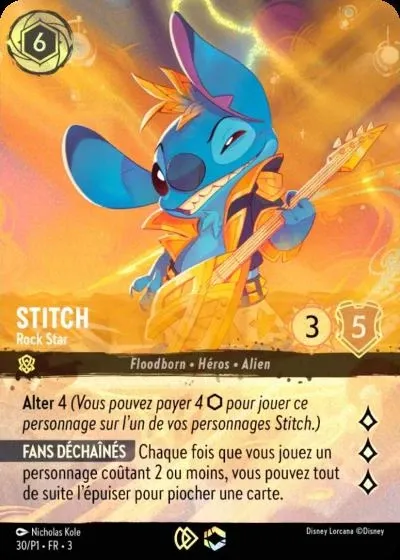 6
STITCH
Rock Star
3
5
Floodborn • Héros • Alien
Alter 4 (Vous pouvez payer 4 pour jouer ce
personnage sur l'un de vos personnages Stitch.)
FANS DÉCHAÎNÉS Chaque fois que vous jouez un
personnage coûtant 2 ou moins, vous pouvez tout
de suite l'épuiser pour piocher une carte.
Nicholas Kole
30/P1 • FR • 3
Disney Lorcana ©Disney